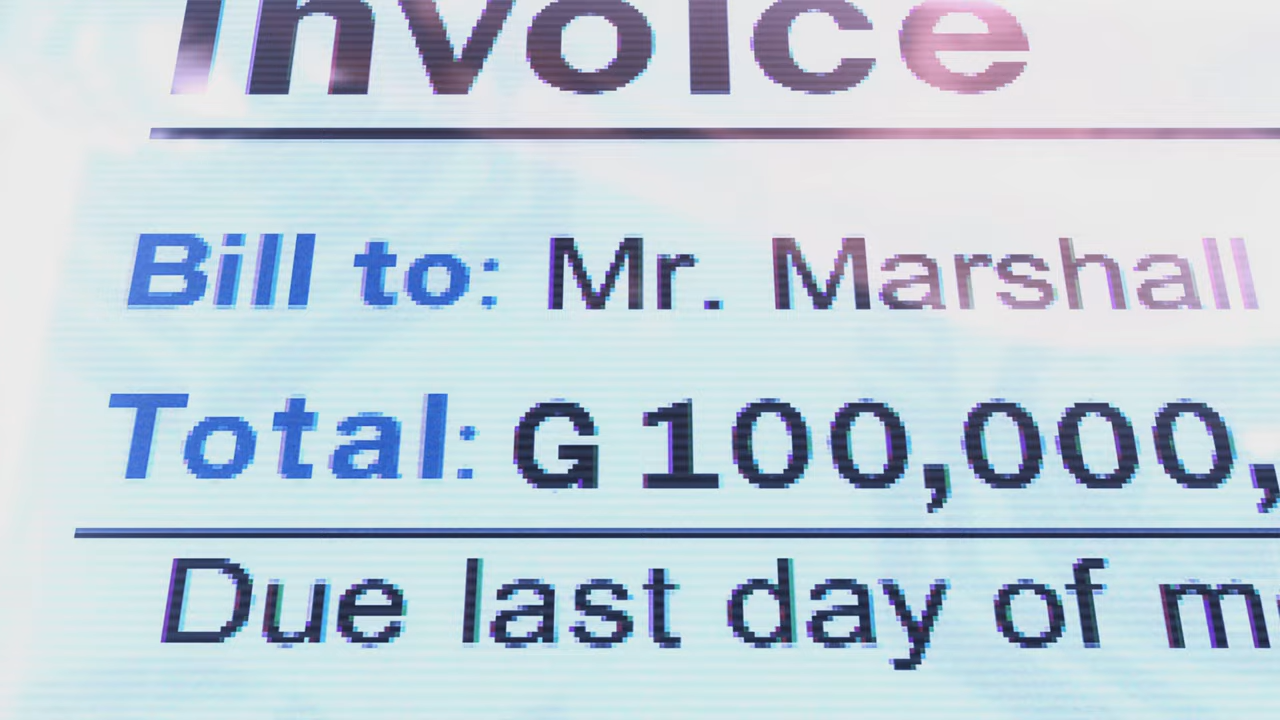 Invoice
Bill to: Mr. Marshall
Total: G 100,000,
Due last day of